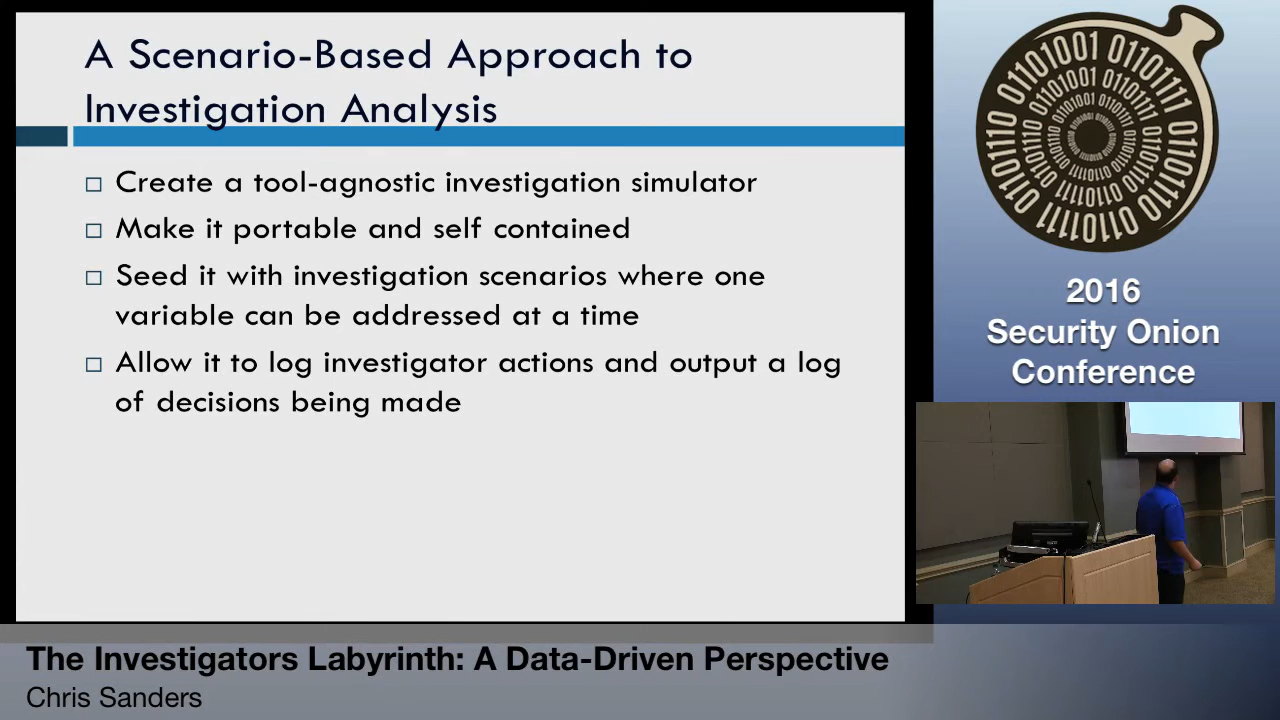 A Scenario-Based Approach to
Investigation Analysis
Create a tool-agnostic investigation simulator
Make it portable and self contained
Seed it with investigation scenarios where one
variable can be addressed at a time
Allow it to log investigator actions and output a log
of decisions being made
2016
Security Onion
Conference
The Investigators Labyrinth: A Data-Driven Perspective
Chris Sanders